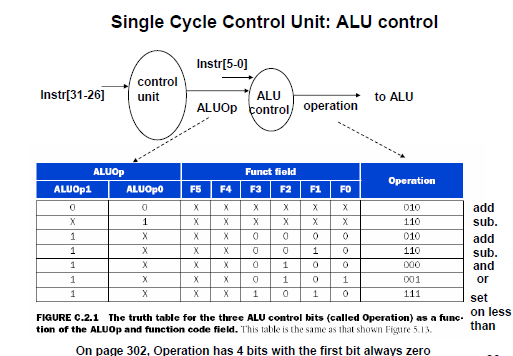 Single Cycle Control Unit: ALU control
Instr[5-0]
Instr[31-26]
control
unit
ALUOp
ALU
control
operation
to ALU
ALUOp Funct field Operation
ALUOp1 ALUOp0 F5 F4 F3 F2 F1 F0
0 0 X X X X X X 010 add
X 1 X X X X X X 110 sub.
1 X X X 0 0 0 0 010 add
1 X X X 0 0 1 0 110 sub.
1 X X X 0 1 0 0 000 and
1 X X X 0 1 0 1 001 or
1 X X X 1 0 1 0 111 set
on less
than
FIGURE C.2.1 The truth table for the three ALU control bits (called Operation) as a func-
tion of the ALUOp and function code field. This table is the same as that shown Figure 5.13.
On page 302, Operation has 4 bits with the first bit always zero